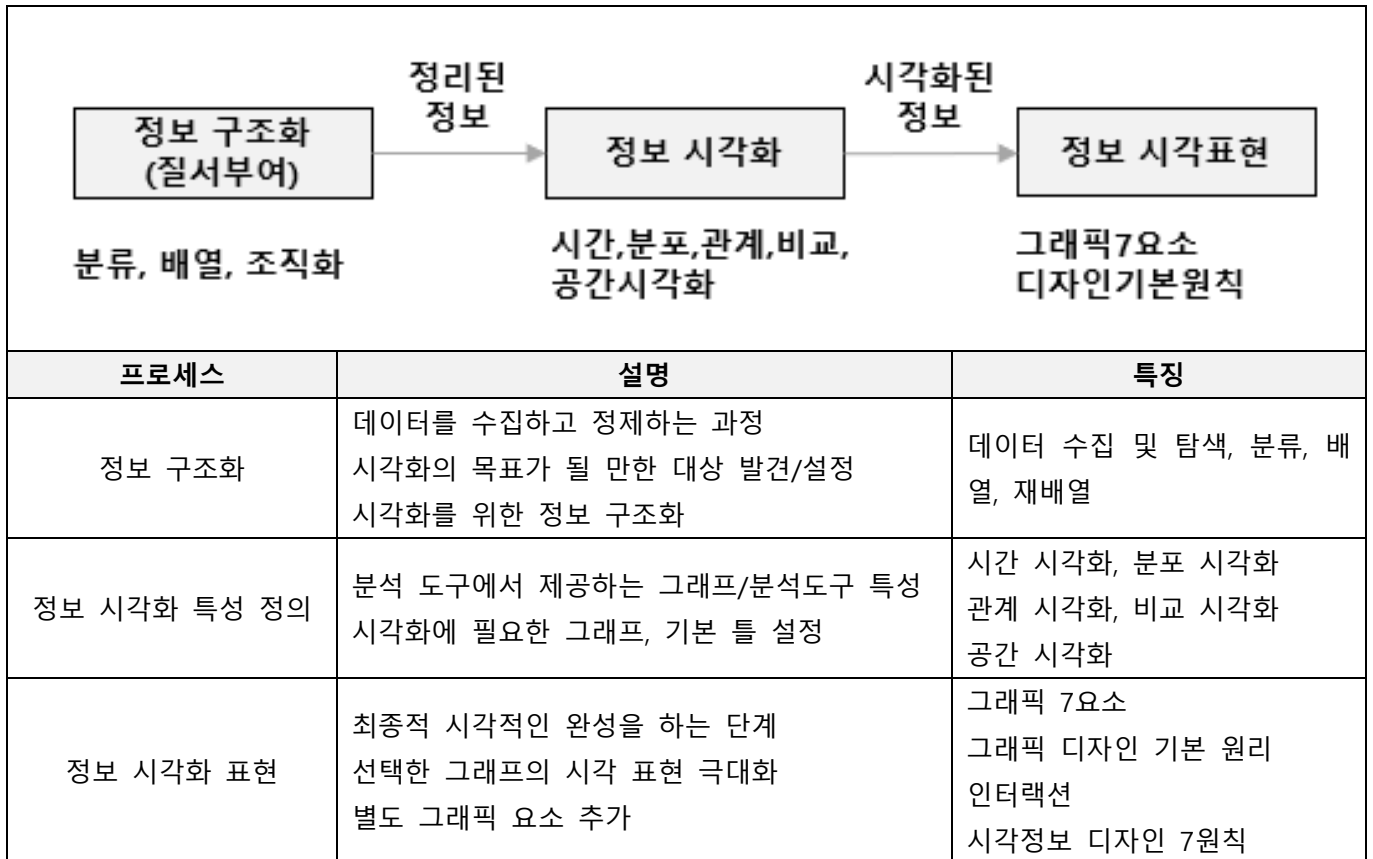 정리된
정보
시각화된
정보
정보 구조화
(질서부여)
정보 시각화
정보 시각표현
분류, 배열, 조직화
시간,분포,관계,비교,
공간시각화
그래픽7요소
디자인기본원칙
프로세스 설명 특징
정보 구조화
데이터를 수집하고 정제하는 과정
시각화의 목표가 될 만한 대상 발견/설정
시각화를 위한 정보 구조화
데이터 수집 및 탐색, 분류, 배
열, 재배열
정보 시각화 특성 정의
분석 도구에서 제공하는 그래프/분석도구 특성
시각화에 필요한 그래프, 기본 틀 설정
시간 시각화, 분포 시각화
관계 시각화, 비교 시각화
공간 시각화
정보 시각화 표현
최종적 시각적인 완성을 하는 단계
선택한 그래프의 시각 표현 극대화
별도 그래픽 요소 추가
그래픽 7요소
그래픽 디자인 기본 원리
인터랙션
시각정보 디자인 7원칙